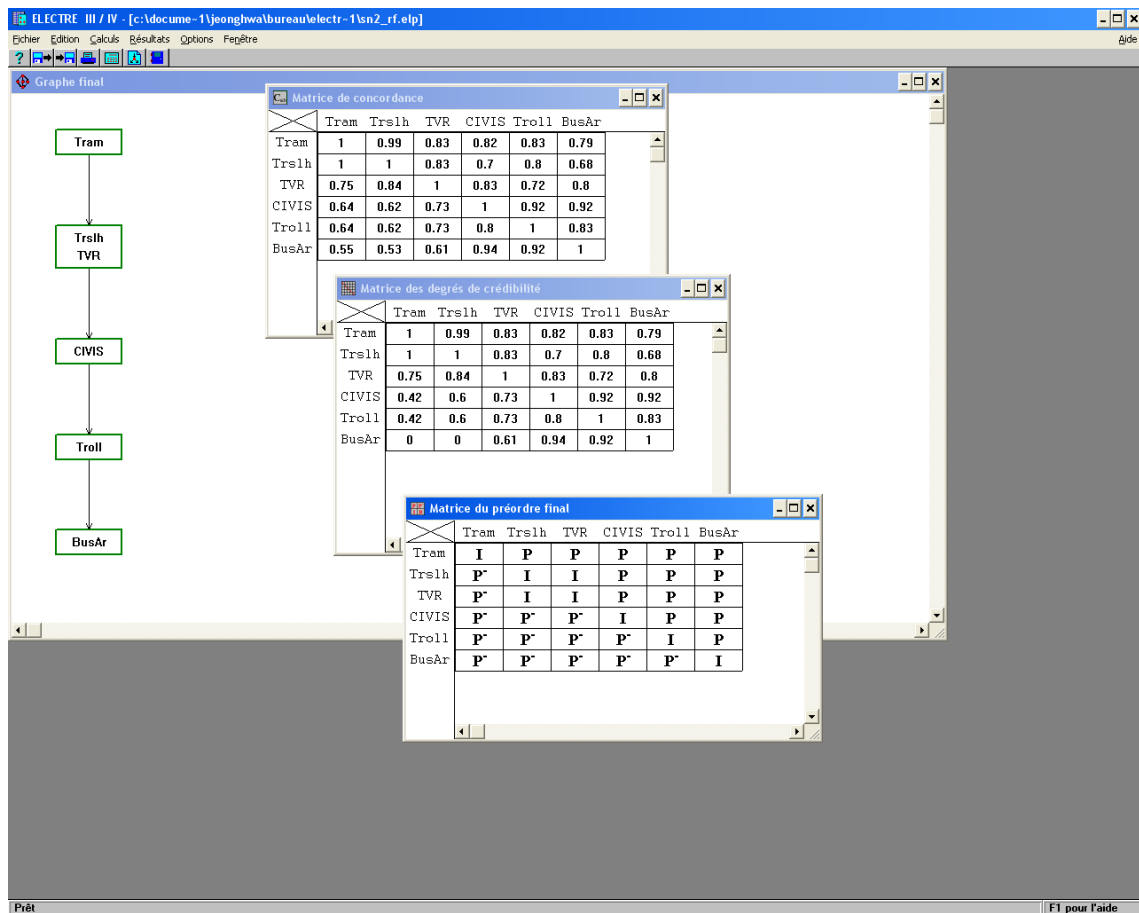 ELECTRE III / IV - [c:\docume~1\jeonghwa\bureau\electr~1\sn2_rf.elp]
Fichier Edition Calculs Résultats Options Fenêtre Aide
Graphe final
Tram
Trslh
TVR
CIVIS
Troll
BusAr
Matrice de concordance
Tram Trslh TVR CIVIS Troll BusAr
Tram 1 0.99 0.83 0.82 0.83 0.79
Trslh 1 1 0.83 0.7 0.8 0.68
TVR 0.75 0.84 1 0.83 0.72 0.8
CIVIS 0.64 0.62 0.73 1 0.92 0.92
Troll 0.64 0.62 0.73 0.8 1 0.83
BusAr 0.55 0.53 0.61 0.94 0.92 1
Matrice des degrés de crédibilité
Tram Trslh TVR CIVIS Troll BusAr
Tram 1 0.99 0.83 0.82 0.83 0.79
Trslh 1 1 0.83 0.7 0.8 0.68
TVR 0.75 0.84 1 0.83 0.72 0.8
CIVIS 0.42 0.6 0.73 1 0.92 0.92
Troll 0.42 0.6 0.73 0.8 1 0.83
BusAr 0 0 0.61 0.94 0.92 1
Matrice du préordre final
Tram Trslh TVR CIVIS Troll BusAr
Tram I P P P P P
Trslh P⁻ I I P P P
TVR P⁻ I I P P P
CIVIS P⁻ P⁻ P⁻ I P P
Troll P⁻ P⁻ P⁻ P⁻ I P
BusAr P⁻ P⁻ P⁻ P⁻ P⁻ I
Prêt F1 pour l'aide